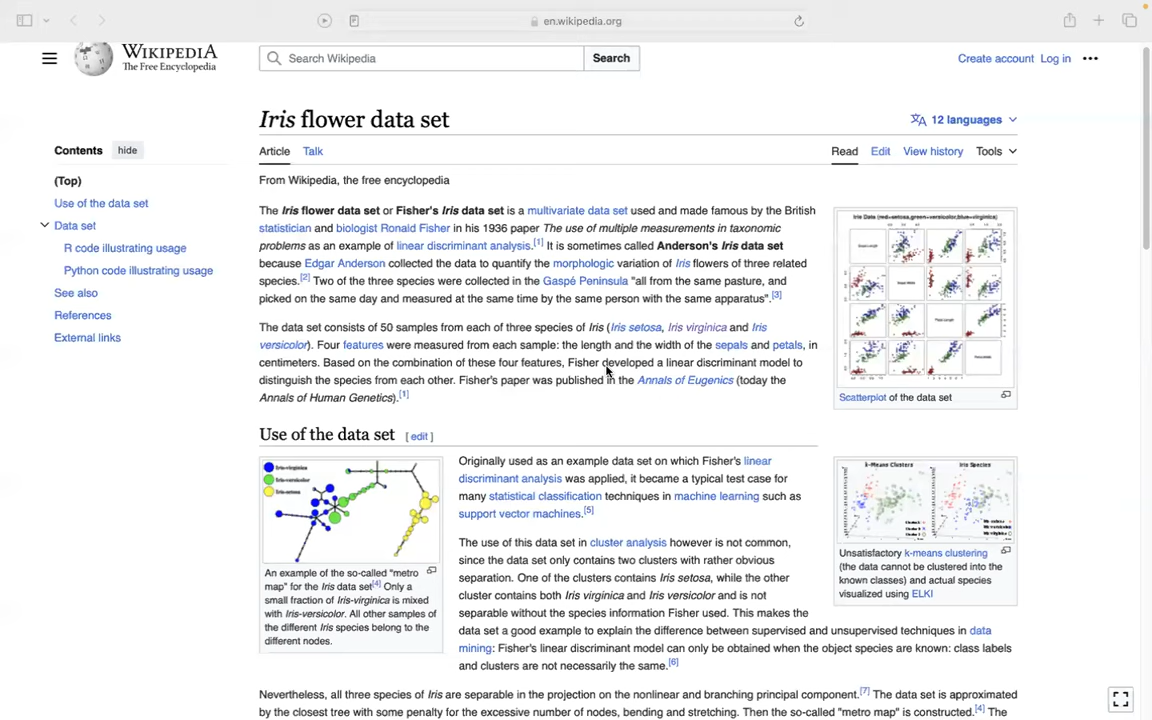 en.wikipedia.org
WIKIPEDIA
The Free Encyclopedia
Search Wikipedia
Search
Create account Log in
Iris flower data set
12 languages
Contents hide
Article Talk
Read Edit View history Tools
(Top)
Use of the data set
Data set
R code illustrating usage
Python code illustrating usage
See also
References
External links
From Wikipedia, the free encyclopedia
The Iris flower data set or Fisher's Iris data set is a multivariate data set used and made famous by the British
statistician and biologist Ronald Fisher in his 1936 paper The use of multiple measurements in taxonomic
problems as an example of linear discriminant analysis.[1] It is sometimes called Anderson's Iris data set
because Edgar Anderson collected the data to quantify the morphologic variation of Iris flowers of three related
species.[2] Two of the three species were collected in the Gaspé Peninsula "all from the same pasture, and
picked on the same day and measured at the same time by the same person with the same apparatus".[3]
The data set consists of 50 samples from each of three species of Iris (Iris setosa, Iris virginica and Iris
versicolor). Four features were measured from each sample: the length and the width of the sepals and petals, in
centimeters. Based on the combination of these four features, Fisher developed a linear discriminant model to
distinguish the species from each other. Fisher's paper was published in the Annals of Eugenics (today the
Annals of Human Genetics).[1]
Iris Data (red=setosa,green=versicolor,blue=virginica)
Scatterplot of the data set
Use of the data set [ edit ]
Iris-virginica
Iris-versicolor
Iris-setosa
An example of the so-called "metro
map" for the Iris data set[4] Only a
small fraction of Iris-virginica is mixed
with Iris-versicolor. All other samples of
the different Iris species belong to the
different nodes.
Originally used as an example data set on which Fisher's linear
discriminant analysis was applied, it became a typical test case for
many statistical classification techniques in machine learning such as
support vector machines.[5]
The use of this data set in cluster analysis however is not common,
since the data set only contains two clusters with rather obvious
separation. One of the clusters contains Iris setosa, while the other
cluster contains both Iris virginica and Iris versicolor and is not
separable without the species information Fisher used. This makes the
data set a good example to explain the difference between supervised and unsupervised techniques in data
mining: Fisher's linear discriminant model can only be obtained when the object species are known: class labels
and clusters are not necessarily the same.[6]
k-Means Clusters
Iris Species
Unsatisfactory k-means clustering
(the data cannot be clustered into the
known classes) and actual species
visualized using ELKI
Nevertheless, all three species of Iris are separable in the projection on the nonlinear and branching principal component.[7] The data set is approximated
by the closest tree with some penalty for the excessive number of nodes, bending and stretching. Then the so-called "metro map" is constructed.[4] The